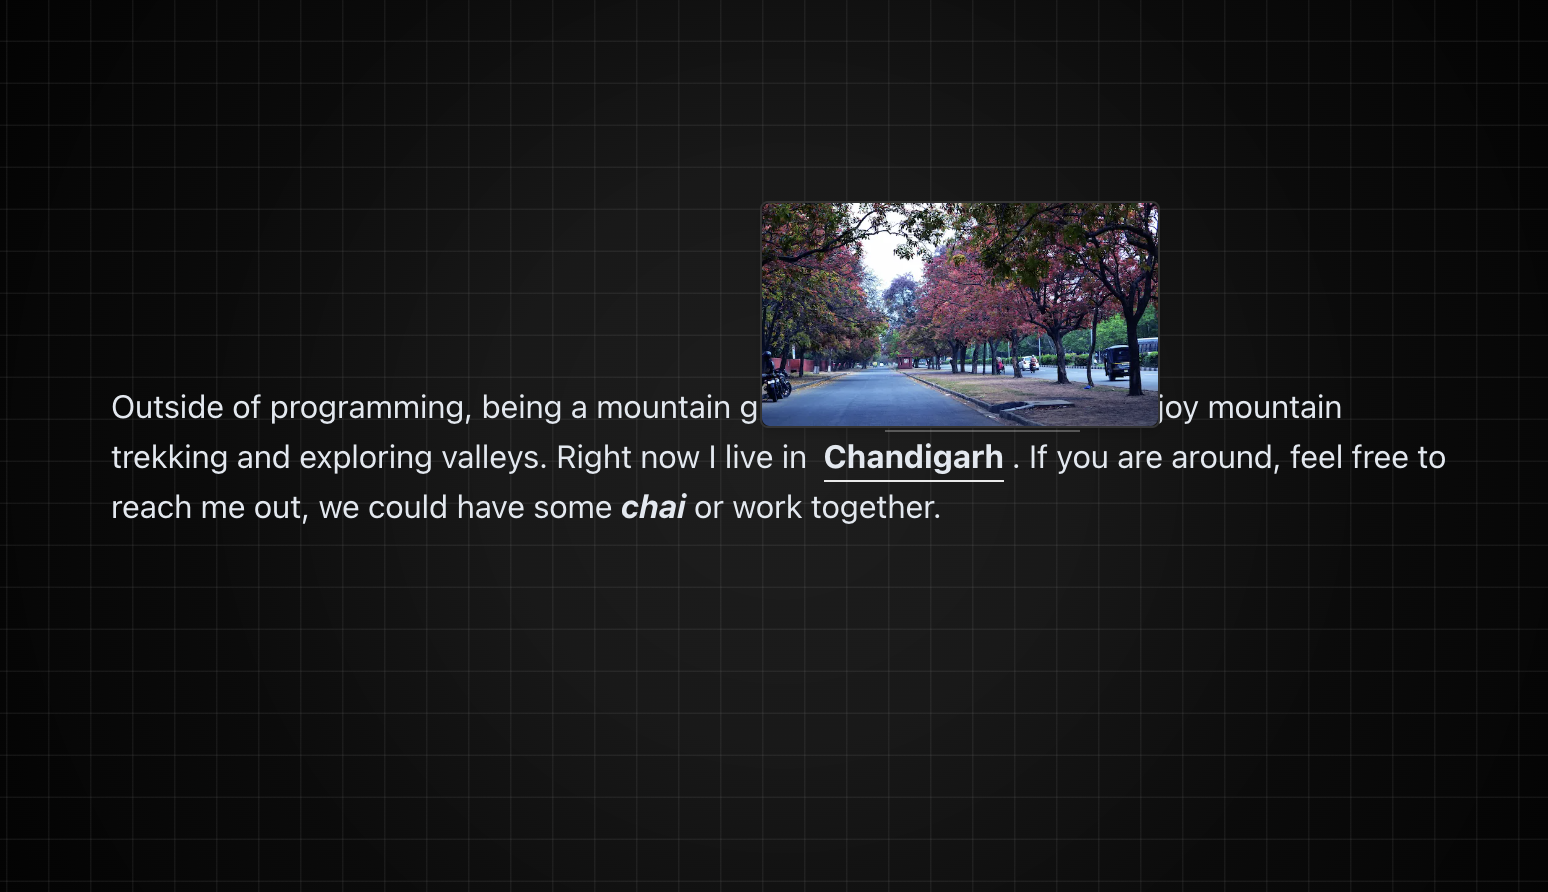 Outside of programming, being a mountain g joy mountain
trekking and exploring valleys. Right now I live in Chandigarh . If you are around, feel free to
reach me out, we could have some chai or work together.